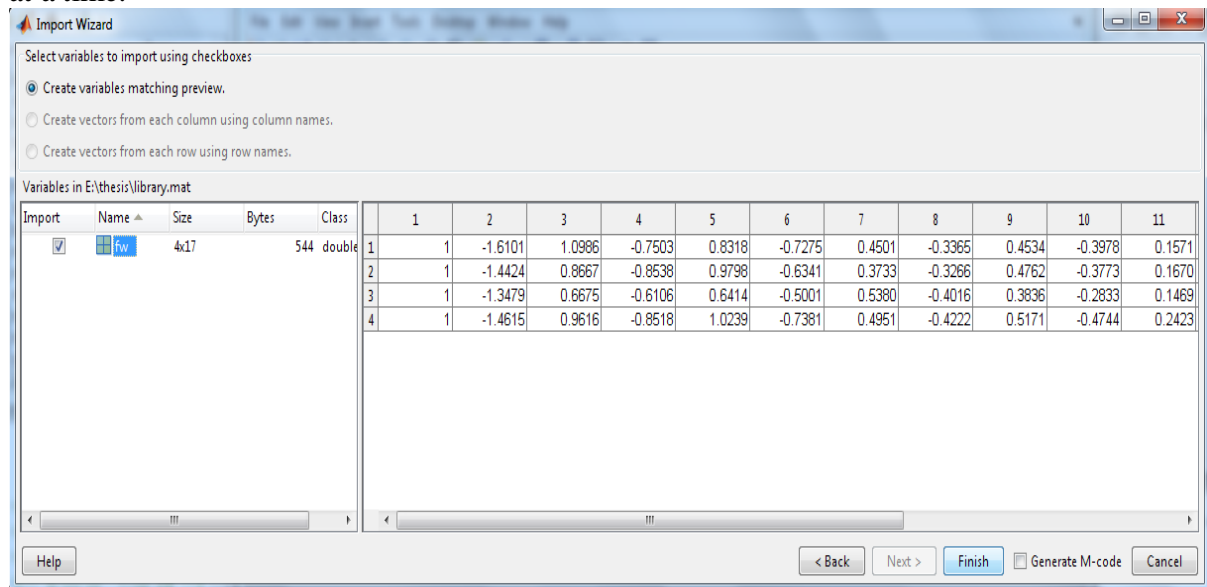 at a time.
Import Wizard
Select variables to import using checkboxes
Create variables matching preview.
Create vectors from each column using column names.
Create vectors from each row using row names.
Variables in E:\thesis\library.mat
Import Name Size Bytes Class
fw 4x17 544 double
1 2 3 4 5 6 7 8 9 10 11
1 1 -1.6101 1.0986 -0.7503 0.8318 -0.7275 0.4501 -0.3365 0.4534 -0.3978 0.1571
2 1 -1.4424 0.8667 -0.8538 0.9798 -0.6341 0.3733 -0.3266 0.4762 -0.3773 0.1670
3 1 -1.3479 0.6675 -0.6106 0.6414 -0.5001 0.5380 -0.4016 0.3836 -0.2833 0.1469
4 1 -1.4615 0.9616 -0.8518 1.0239 -0.7381 0.4951 -0.4222 0.5171 -0.4744 0.2423
Help < Back Next > Finish Generate M-code Cancel